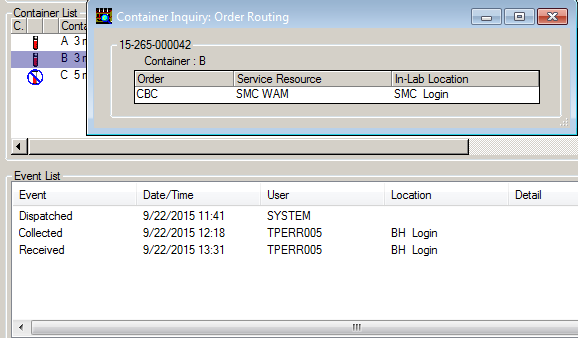 Container List
C.
Conta
A 3 m
B 3 m
C 5 m
Container Inquiry: Order Routing
15-265-000042
Container : B
Order Service Resource In-Lab Location
CBC SMC WAM SMC Login
Event List
Event Date/Time User Location Detail
Dispatched 9/22/2015 11:41 SYSTEM
Collected 9/22/2015 12:18 TPERR005 BH Login
Received 9/22/2015 13:31 TPERR005 BH Login